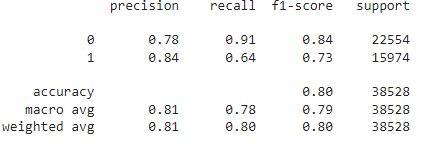 precision recall f1-score support
0 0.78 0.91 0.84 22554
1 0.84 0.64 0.73 15974
accuracy 0.80 38528
macro avg 0.81 0.78 0.79 38528
weighted avg 0.81 0.80 0.80 38528